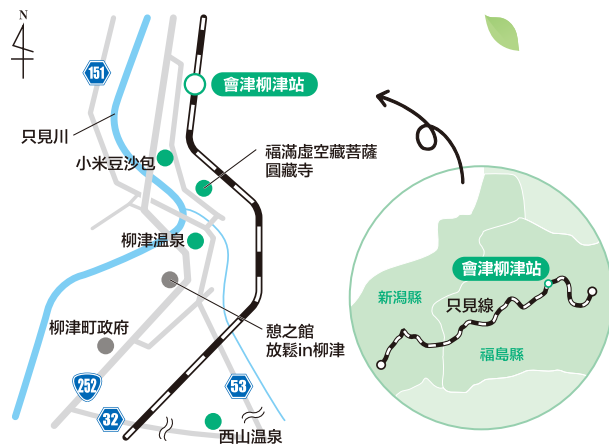 N
151
會津柳津站
只見川
小米豆沙包
福滿虛空藏菩薩
圓藏寺
柳津温泉
憩之館
放鬆in柳津
柳津町政府
252
32
53
西山温泉
會津柳津站
新潟縣
只見線
福島縣